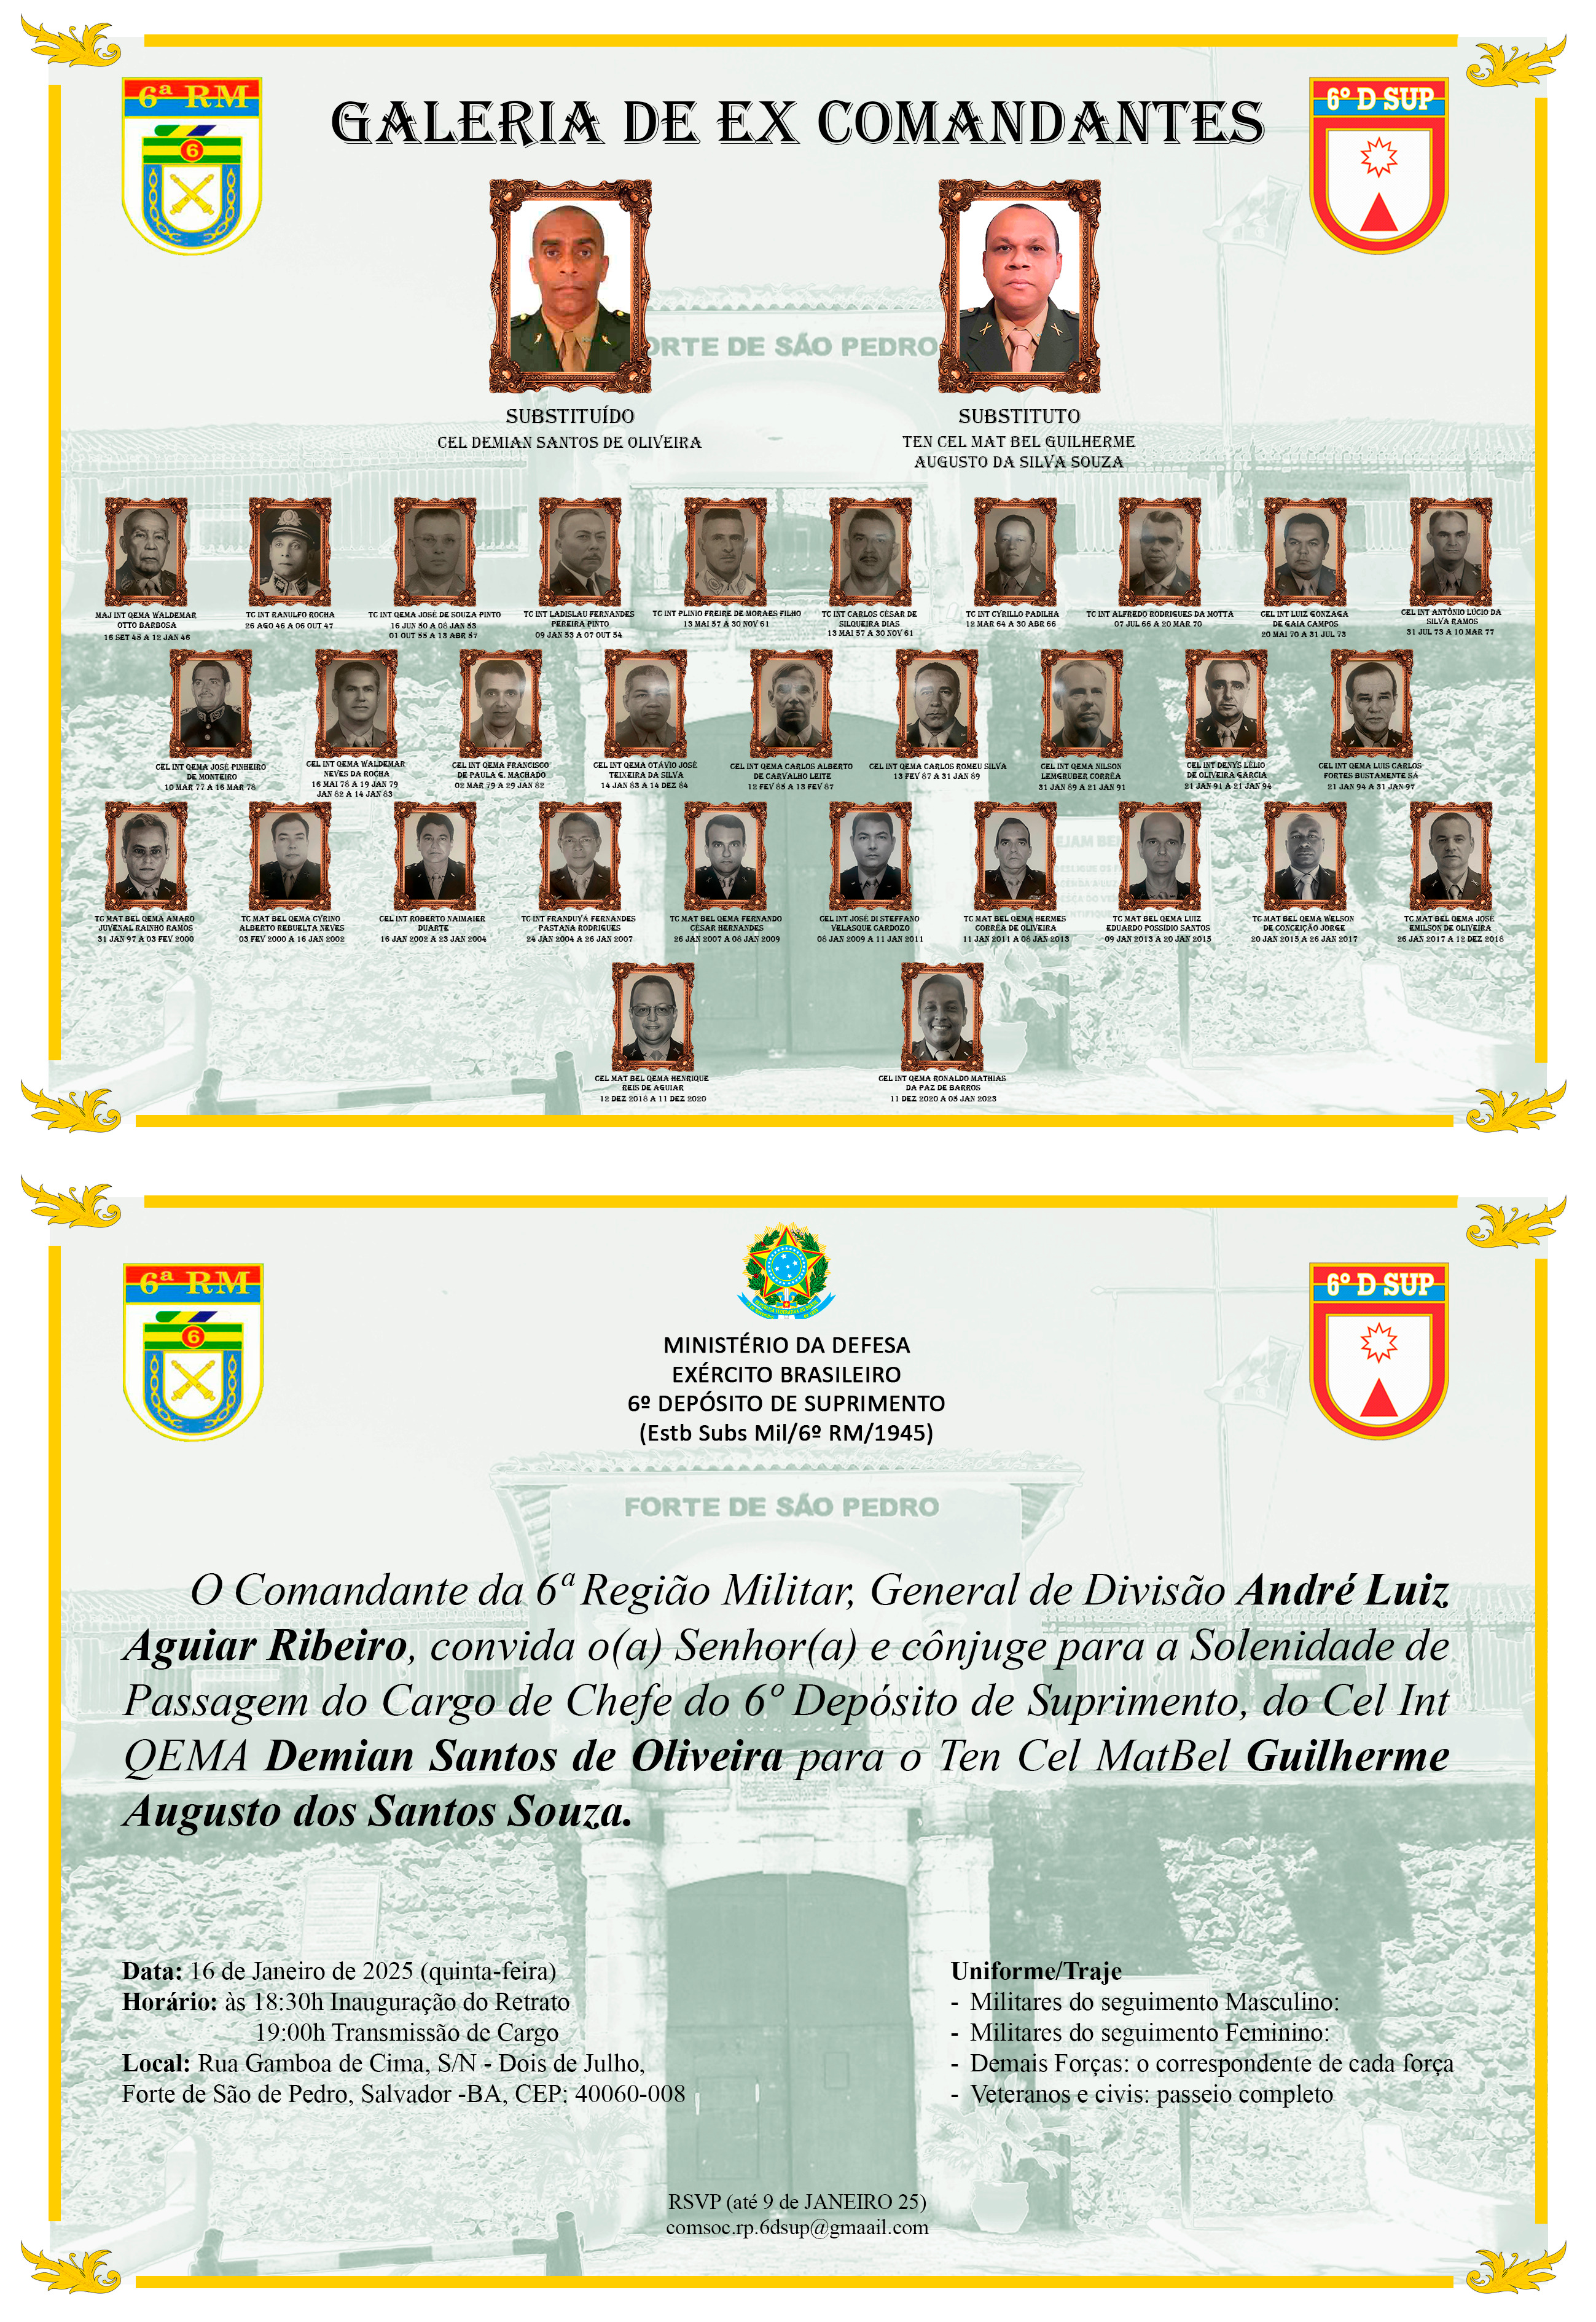 6ª RM
6º D SUP
GALERIA DE EX COMANDANTES
FORTE DE SÃO PEDRO
SUBSTITUÍDO
CEL DEMIAN SANTOS DE OLIVEIRA
SUBSTITUTO
TEN CEL MAT BEL GUILHERME
AUGUSTO DA SILVA SOUZA
MAJ INT QEMA WALDEMAR
OTTO BARBOSA
16 SET 45 A 12 JAN 46
TC INT RANULFO ROCHA
26 AGO 46 A 06 OUT 47
TC INT QEMA JOSÉ DE SOUZA PINTO
16 JUN 50 A 08 JAN 53
01 OUT 55 A 13 ABR 57
TC INT LADISLAU FERNANDES
PEREIRA PINTO
09 JAN 53 A 07 OUT 54
TC INT PLINIO FREIRE DE MORAES FILHO
13 MAI 57 A 30 NOV 61
TC INT CARLOS CÉSAR DE
SILQUEIRA DIAS
13 MAI 57 A 30 NOV 61
TC INT CYRILLO PADILHA
12 MAR 64 A 30 ABR 66
TC INT ALFREDO RODRIGUES DA MOTTA
07 JUL 66 A 20 MAR 70
CEL INT LUIZ GONZAGA
DE GAIA CAMPOS
20 MAI 70 A 31 JUL 73
CEL INT ANTÔNIO LÚCIO DA
SILVA RAMOS
31 JUL 73 A 10 MAR 77
CEL INT QEMA JOSÉ PINHEIRO
DE MONTEIRO
10 MAR 77 A 16 MAR 78
CEL INT QEMA WALDEMAR
NEVES DA ROCHA
16 MAI 78 A 19 JAN 79
JAN 82 A 14 JAN 83
CEL INT QEMA FRANCISCO
DE PAULA G. MACHADO
02 MAR 79 A 29 JAN 82
CEL INT QEMA OTÁVIO JOSÉ
TEIXEIRA DA SILVA
14 JAN 83 A 14 DEZ 84
CEL INT QEMA CARLOS ALBERTO
DE CARVALHO LEITE
12 FEV 85 A 13 FEV 87
CEL INT QEMA CARLOS ROMEU SILVA
13 FEV 87 A 31 JAN 89
CEL INT QEMA NILSON
LEMGRUBER CORRÊA
31 JAN 89 A 21 JAN 91
CEL INT DENYS LÉLIO
DE OLIVEIRA GARCIA
21 JAN 91 A 21 JAN 94
CEL INT QEMA LUIS CARLOS
FORTES BUSTAMENTE SÁ
21 JAN 94 A 31 JAN 97
TC MAT BEL QEMA AMARO
JUVENAL RAINHO RAMOS
31 JAN 97 A 03 FEV 2000
TC MAT BEL QEMA CYRINO
ALBERTO REBUELTA NEVES
03 FEV 2000 A 16 JAN 2002
CEL INT ROBERTO NAIMAIER
DUARTE
16 JAN 2002 A 23 JAN 2004
TC INT FRANDUYÁ FERNANDES
PASTANA RODRIGUES
24 JAN 2004 A 26 JAN 2007
TC MAT BEL QEMA FERNANDO
CÉSAR HERNANDES
26 JAN 2007 A 08 JAN 2009
CEL INT JOSÉ DI STEFFANO
VELASQUE CARDOZO
08 JAN 2009 A 11 JAN 2011
TC MAT BEL QEMA HERMES
CORRÊA DE OLIVEIRA
11 JAN 2011 A 08 JAN 2013
TC MAT BEL QEMA LUIZ
EDUARDO POSSÍDIO SANTOS
09 JAN 2013 A 20 JAN 2015
TC MAT BEL QEMA WELSON
DE CONCEIÇÃO JORGE
20 JAN 2015 A 26 JAN 2017
TC MAT BEL QEMA JOSÉ
EMILSON DE OLIVEIRA
26 JAN 2017 A 12 DEZ 2018
CEL MAT BEL QEMA HENRIQUE
REIS DE AGUIAR
12 DEZ 2018 A 11 DEZ 2020
CEL INT QEMA RONALDO MATHIAS
DA PAZ DE BARROS
11 DEZ 2020 A 05 JAN 2023
6ª RM
6º D SUP
MINISTÉRIO DA DEFESA
EXÉRCITO BRASILEIRO
6º DEPÓSITO DE SUPRIMENTO
(Estb Subs Mil/6º RM/1945)
FORTE DE SÃO PEDRO
O Comandante da 6ª Região Militar, General de Divisão André Luiz
Aguiar Ribeiro, convida o(a) Senhor(a) e cônjuge para a Solenidade de
Passagem do Cargo de Chefe do 6º Depósito de Suprimento, do Cel Int
QEMA Demian Santos de Oliveira para o Ten Cel MatBel Guilherme
Augusto dos Santos Souza.
Data: 16 de Janeiro de 2025 (quinta-feira)
Horário: às 18:30h Inauguração do Retrato
19:00h Transmissão de Cargo
Local: Rua Gamboa de Cima, S/N - Dois de Julho,
Forte de São de Pedro, Salvador -BA, CEP: 40060-008
Uniforme/Traje
- Militares do seguimento Masculino:
- Militares do seguimento Feminino:
- Demais Forças: o correspondente de cada força
- Veteranos e civis: passeio completo
RSVP (até 9 de JANEIRO 25)
comsoc.rp.6dsup@gmaail.com